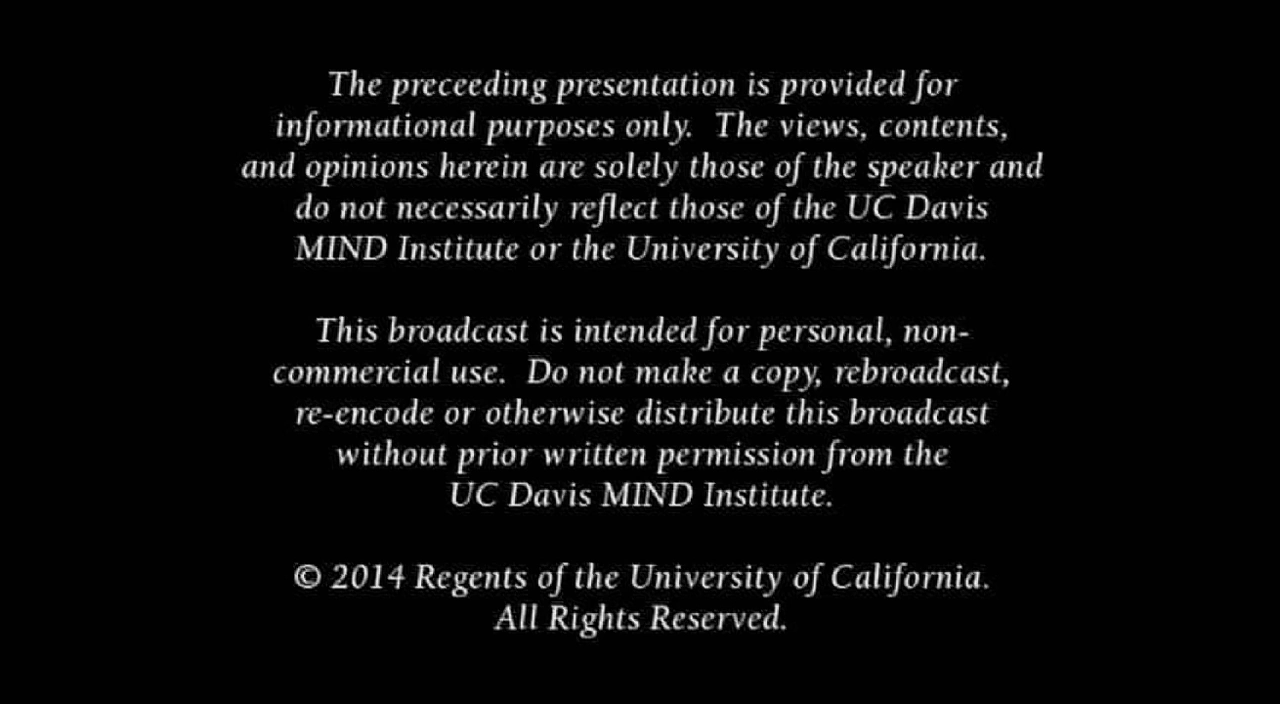 The preceeding presentation is provided for
informational purposes only.  The views, contents,
and opinions herein are solely those of the speaker and
do not necessarily reflect those of the UC Davis
MIND Institute or the University of California.
This broadcast is intended for personal, non-
commercial use.  Do not make a copy, rebroadcast,
re-encode or otherwise distribute this broadcast
without prior written permission from the
UC Davis MIND Institute.
© 2014 Regents of the University of California.
All Rights Reserved.